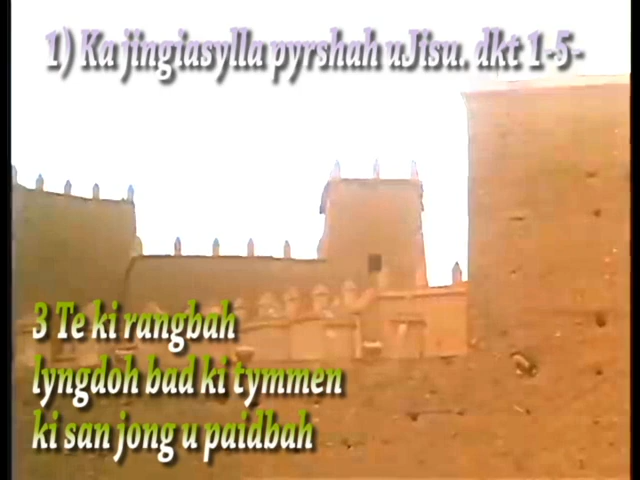 1) Ka jingiasylla pyrshah uJisu. dkt 1-5-
3 Te ki rangbah
lyngdoh bad ki tymmen
ki san jong u paidbah